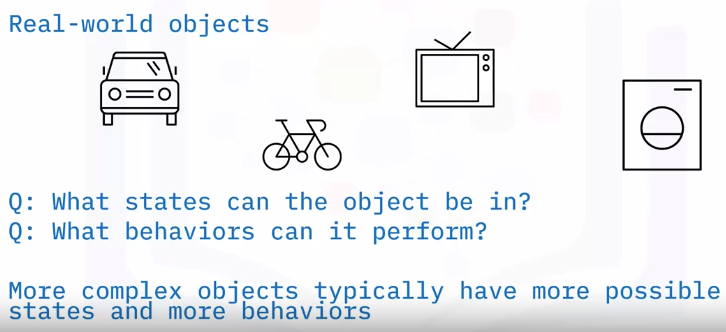 Real-world objects
Q: What states can the object be in?
Q: What behaviors can it perform?
More complex objects typically have more possible
states and more behaviors